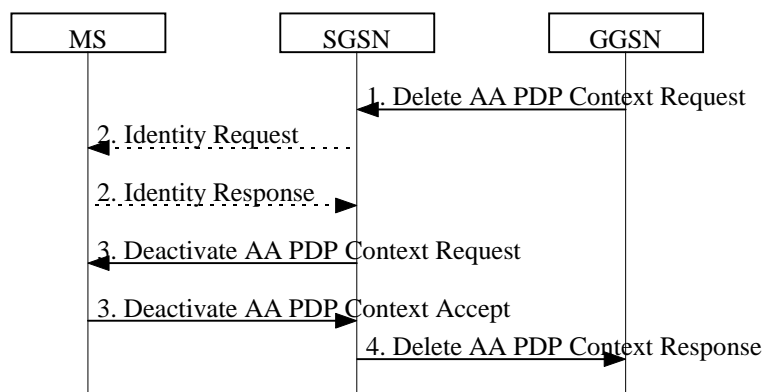 MS SGSN GGSN
1. Delete AA PDP Context Request
2. Identity Request
2. Identity Response
3. Deactivate AA PDP Context Request
3. Deactivate AA PDP Context Accept
4. Delete AA PDP Context Response